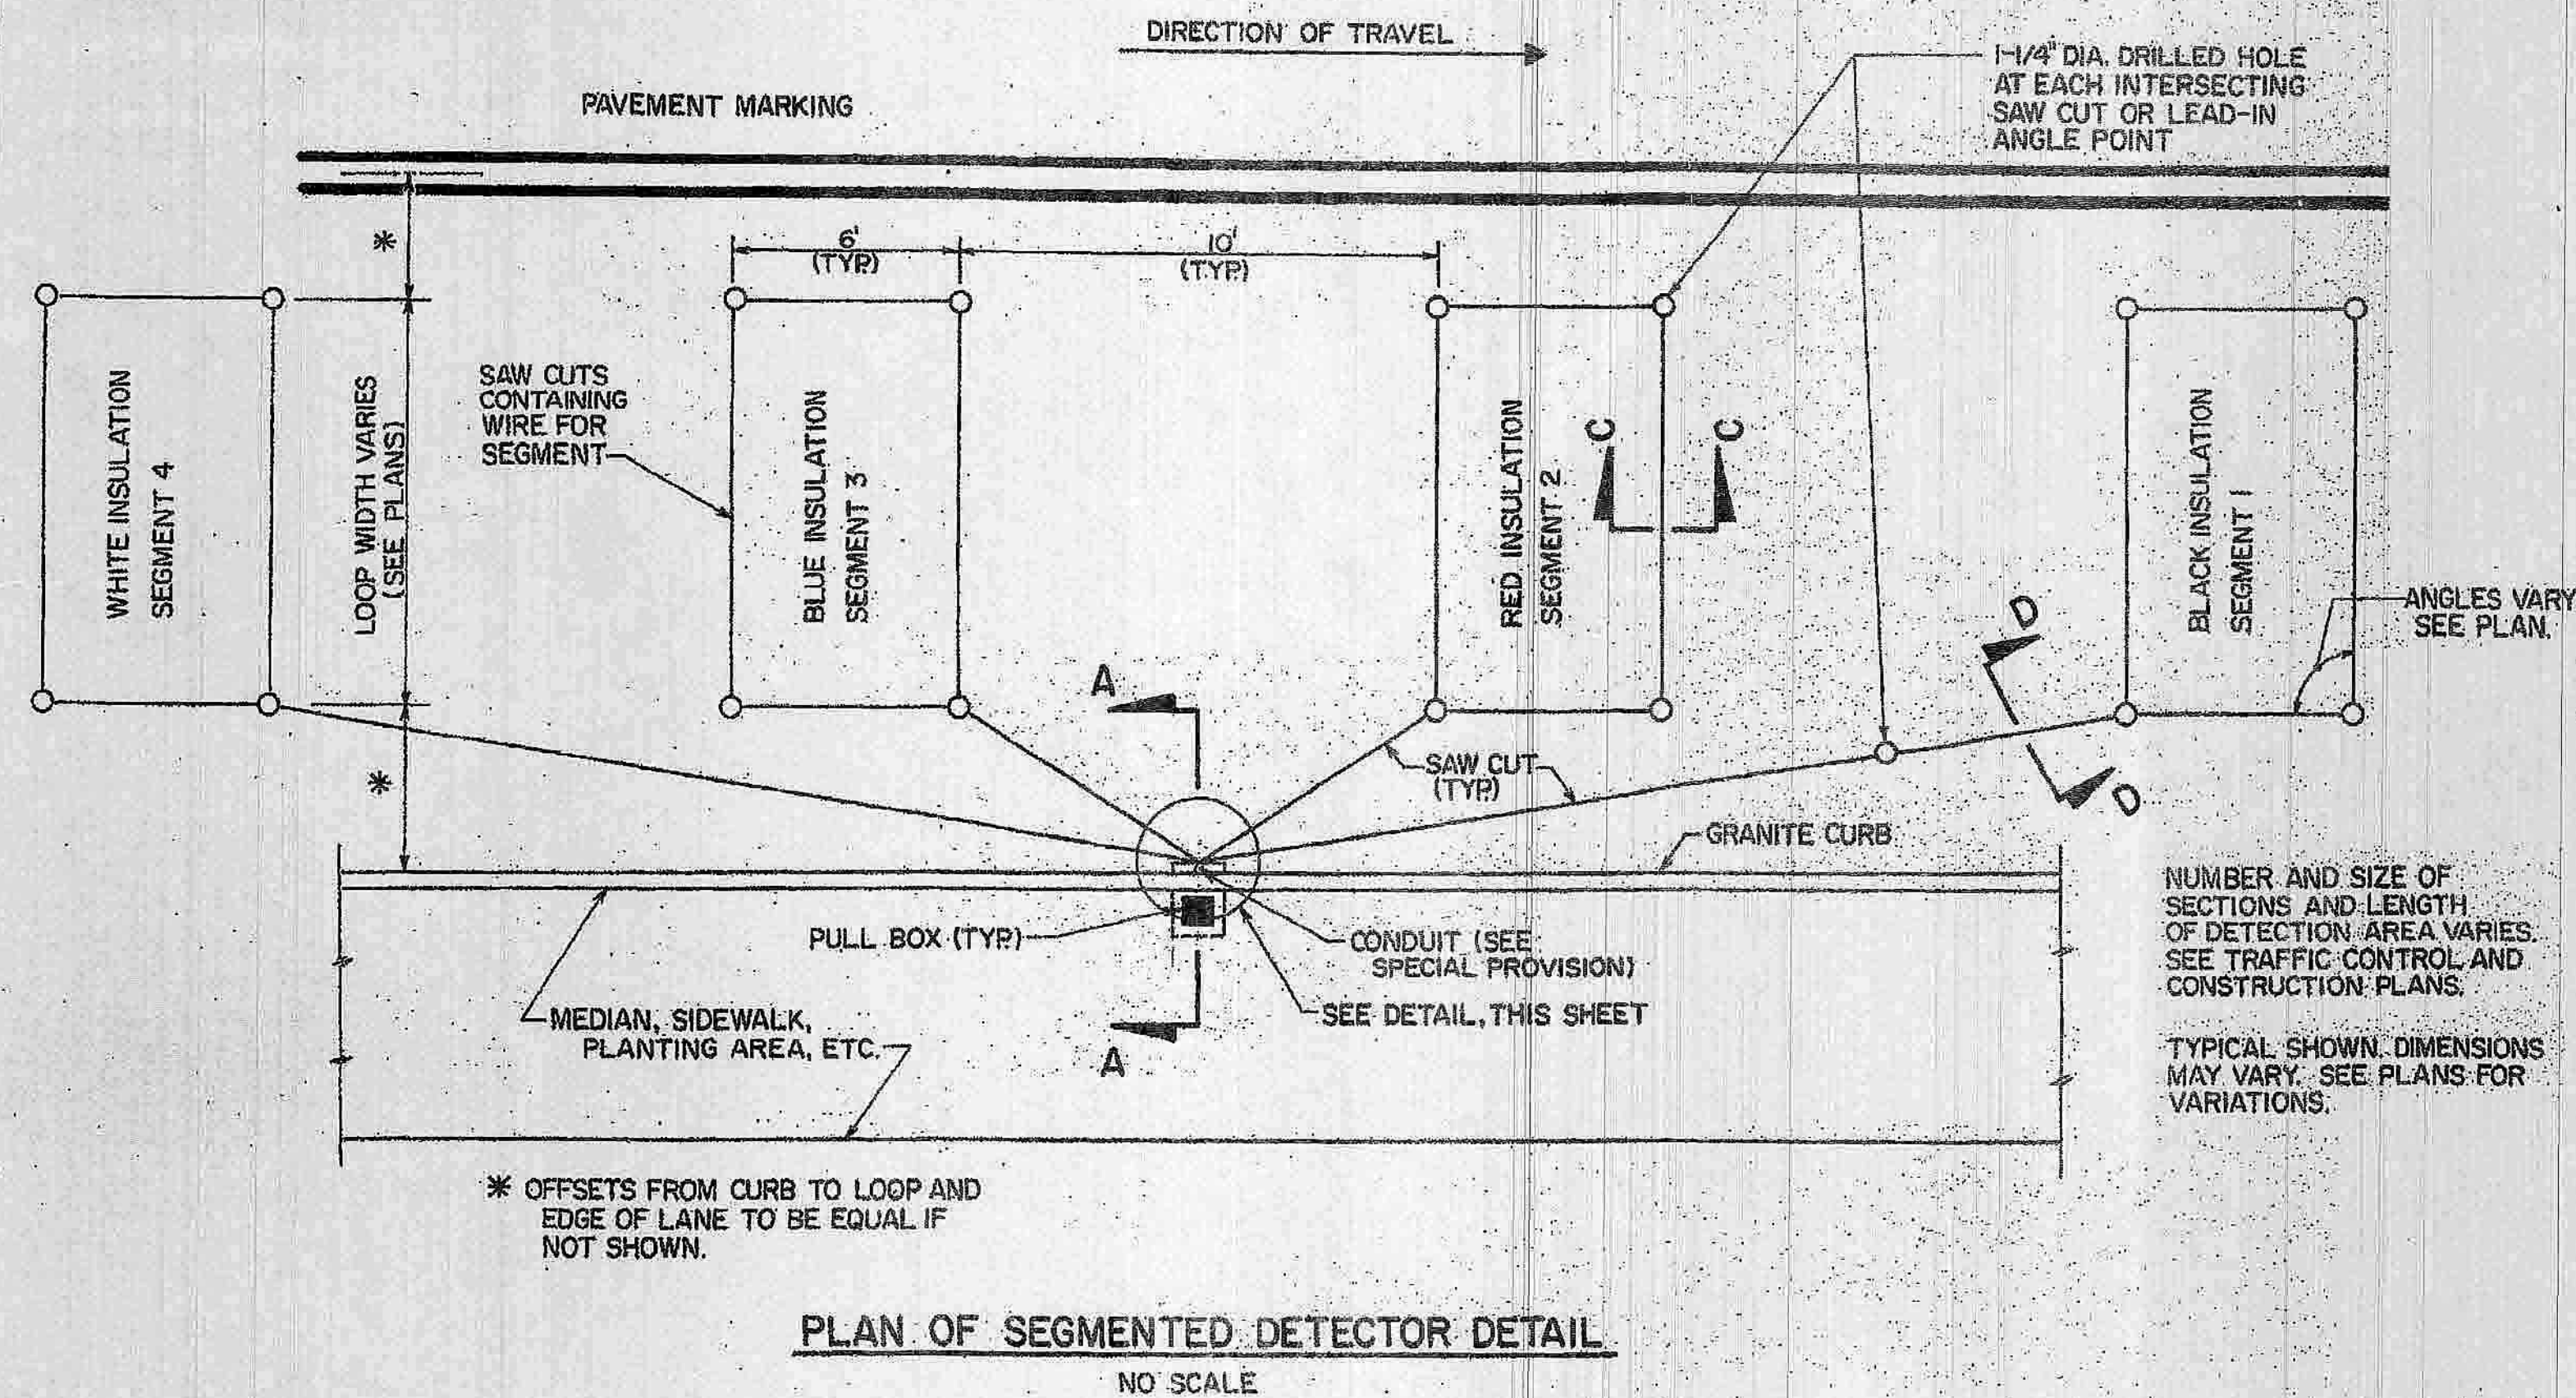 DIRECTION OF TRAVEL
1-1/4" DIA. DRILLED HOLE
AT EACH INTERSECTING
SAW CUT OR LEAD-IN
ANGLE POINT
PAVEMENT MARKING
*
6'
(TYP.)
10'
(TYP.)
WHITE INSULATION
SEGMENT 4
LOOP WIDTH VARIES
(SEE PLANS)
SAW CUTS
CONTAINING
WIRE FOR
SEGMENT
BLUE INSULATION
SEGMENT 3
RED INSULATION
SEGMENT 2
C
C
BLACK INSULATION
SEGMENT 1
ANGLES VARY
SEE PLAN.
D
D
A
*
SAW CUT
(TYP.)
GRANITE CURB
PULL BOX (TYP.)
CONDUIT (SEE
SPECIAL PROVISION)
SEE DETAIL, THIS SHEET
MEDIAN, SIDEWALK,
PLANTING AREA, ETC.
A
NUMBER AND SIZE OF
SECTIONS AND LENGTH
OF DETECTION AREA VARIES.
SEE TRAFFIC CONTROL AND
CONSTRUCTION PLANS.
TYPICAL SHOWN. DIMENSIONS
MAY VARY. SEE PLANS FOR
VARIATIONS.
* OFFSETS FROM CURB TO LOOP AND
EDGE OF LANE TO BE EQUAL IF
NOT SHOWN.
PLAN OF SEGMENTED DETECTOR DETAIL
NO SCALE